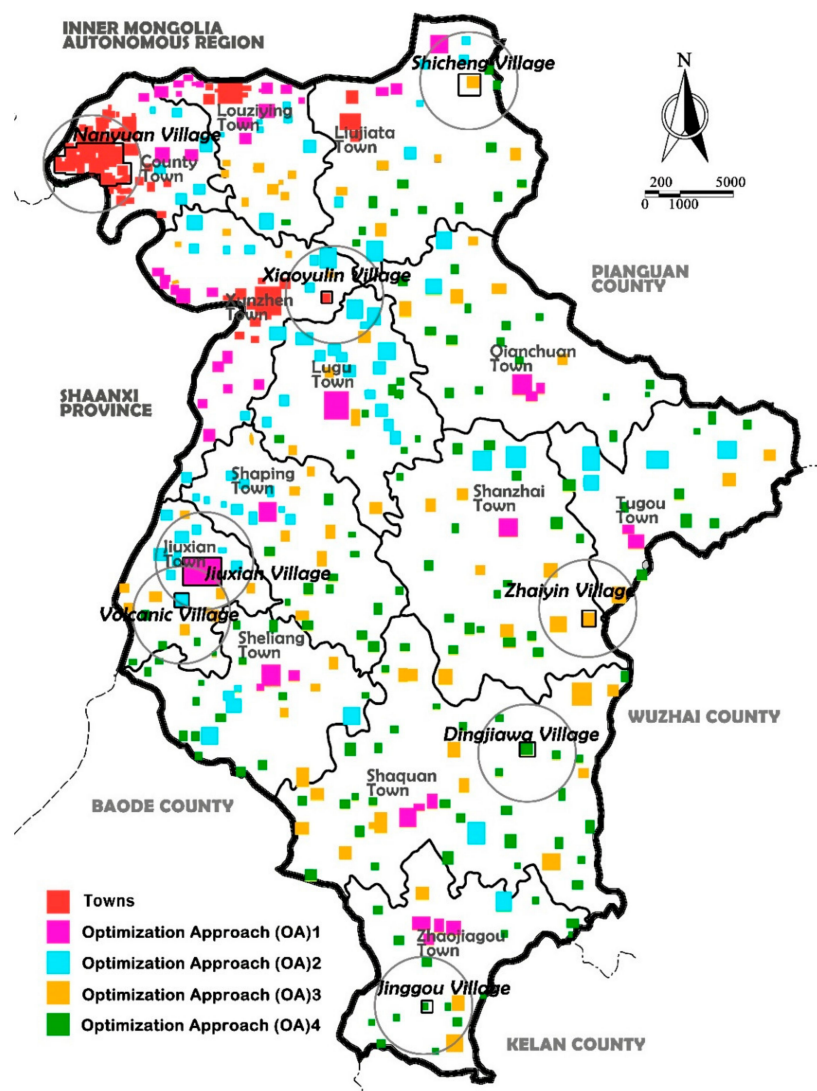 INNER MONGOLIA
AUTONOMOUS REGION
Shicheng Village
N
Louziying
Town
Liujiata
Town
Nanyuan Village
County
Town
200 5000
0 1000
Xiaoyulin Village
PIANGUAN
COUNTY
Xunzhen
Town
Qianchuan
Town
Lugu
Town
SHAANXI
PROVINCE
Shaping
Town
Shanzhai
Town
Tugou
Town
Jiuxian
Town
Jiuxian Village
Zhaiyin Village
Volcanic Village
Sheliang
Town
WUZHAI COUNTY
Dingjiawa Village
Shaquan
Town
BAODE COUNTY
Towns
Optimization Approach (OA)1
Zhaojiagou
Town
Optimization Approach (OA)2
Jinggou Village
Optimization Approach (OA)3
Optimization Approach (OA)4
KELAN COUNTY